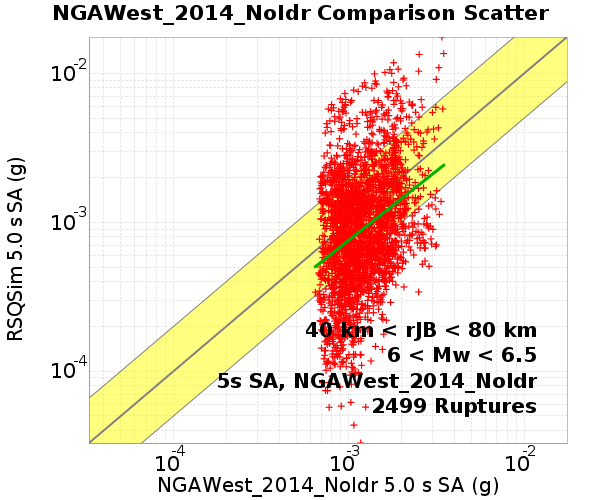 NGAWest_2014_NoIdr Comparison Scatter
10-2
10-3
10-4
RSQSim 5.0 s SA (g)
40 km < rJB < 80 km
6 < Mw < 6.5
5s SA, NGAWest_2014_NoIdr
2499 Ruptures
10-4 10-3 10-2
NGAWest_2014_NoIdr 5.0 s SA (g)